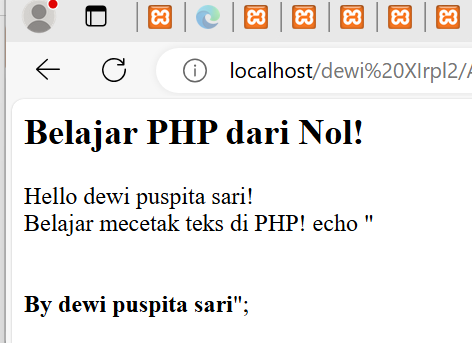 localhost/dewi%20XIrpl2/
Belajar PHP dari Nol!
Hello dewi puspita sari!
Belajar mecetak teks di PHP! echo "
By dewi puspita sari";